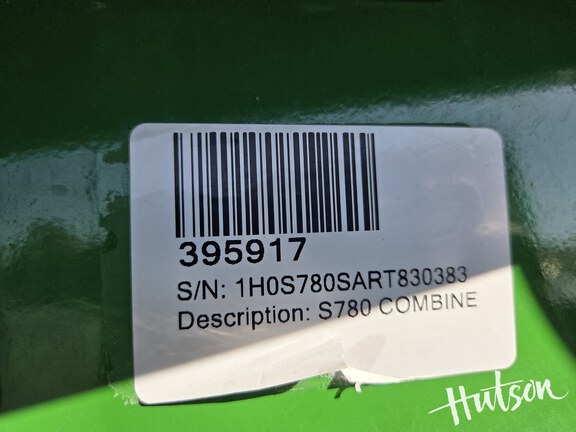 395917
S/N: 1H0S780SART830383
Description: S780 COMBINE
Hutson